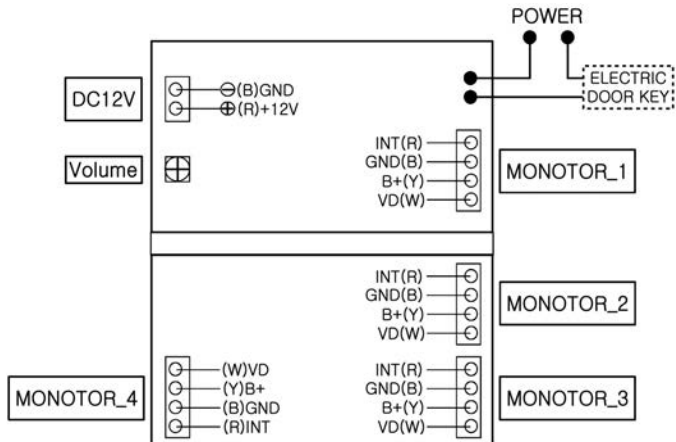 POWER
DC12V
⊖(B)GND
⊕(R)+12V
ELECTRIC
DOOR KEY
Volume
INT(R)
GND(B)
B+(Y)
VD(W)
MONOTOR_1
INT(R)
GND(B)
B+(Y)
VD(W)
MONOTOR_2
MONOTOR_4
(W)VD
(Y)B+
(B)GND
(R)INT
INT(R)
GND(B)
B+(Y)
VD(W)
MONOTOR_3